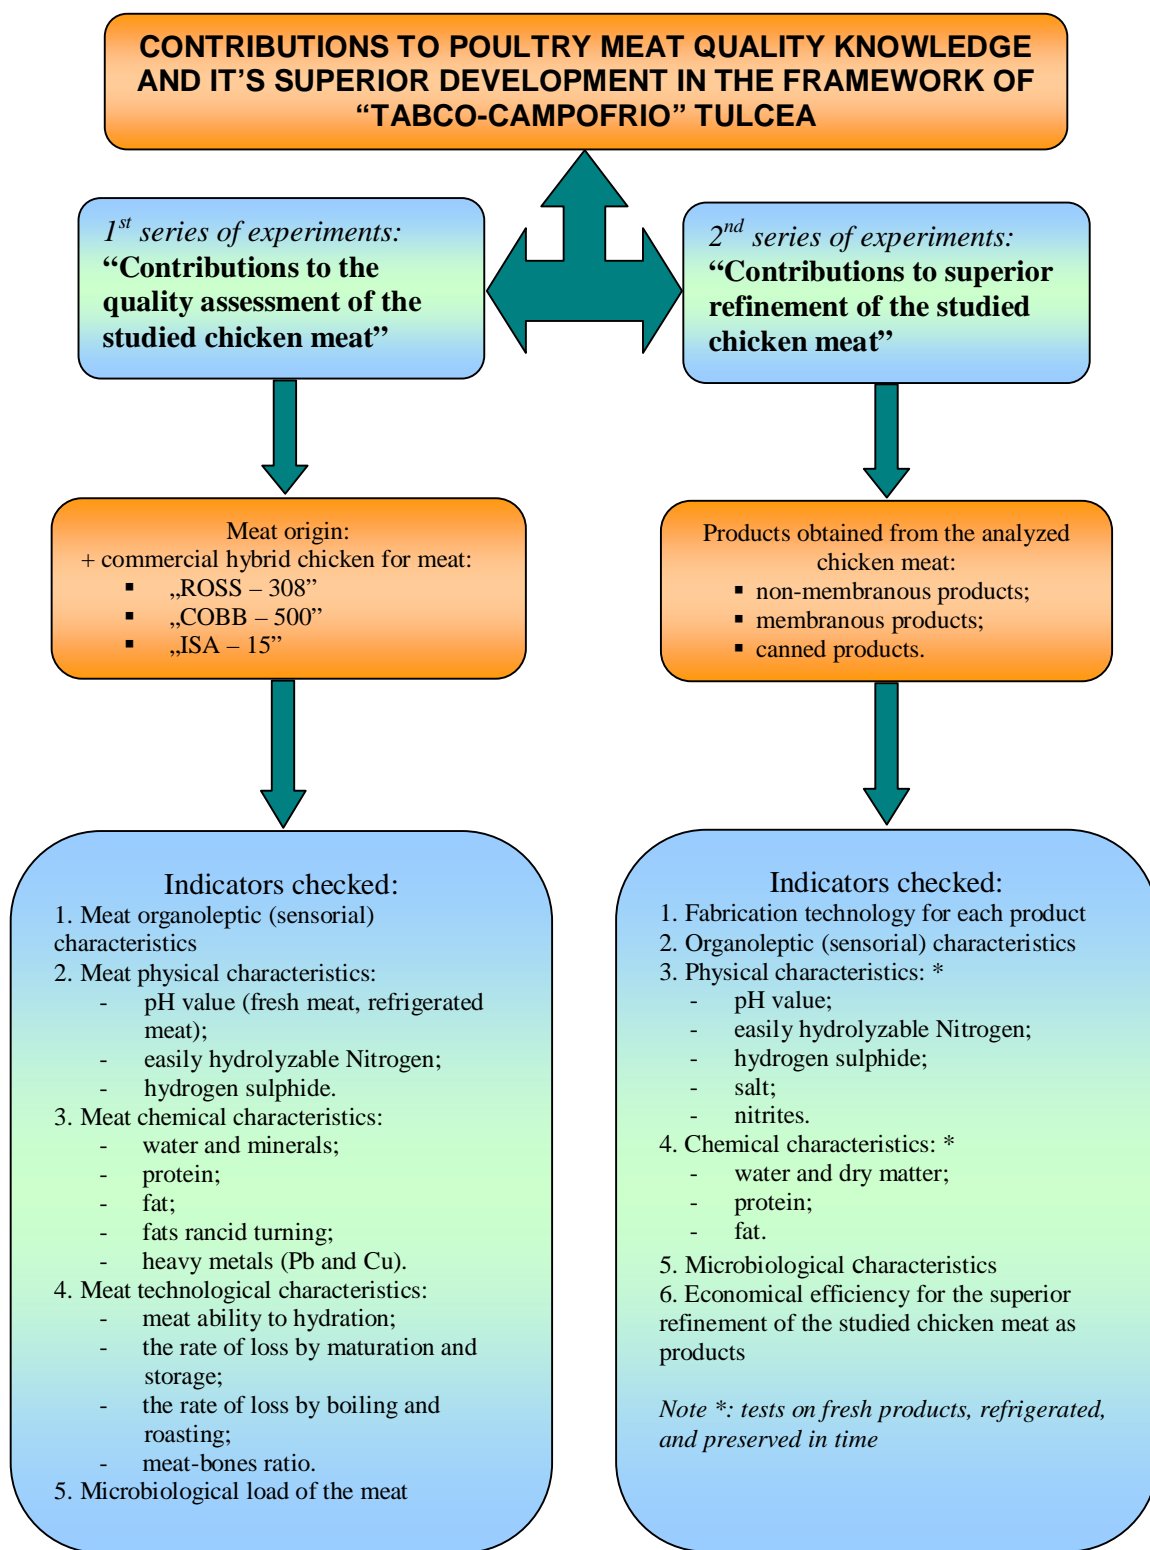 CONTRIBUTIONS TO POULTRY MEAT QUALITY KNOWLEDGE
AND IT’S SUPERIOR DEVELOPMENT IN THE FRAMEWORK OF
“TABCO-CAMPOFRIO” TULCEA
1st series of experiments:
“Contributions to the
quality assessment of the
studied chicken meat”
2nd series of experiments:
“Contributions to superior
refinement of the studied
chicken meat”
Meat origin:
+ commercial hybrid chicken for meat:
▪ „ROSS – 308”
▪ „COBB – 500”
▪ „ISA – 15”
Products obtained from the analyzed
chicken meat:
▪ non-membranous products;
▪ membranous products;
▪ canned products.
Indicators checked:
1. Meat organoleptic (sensorial)
characteristics
2. Meat physical characteristics:
- pH value (fresh meat, refrigerated
meat);
- easily hydrolyzable Nitrogen;
- hydrogen sulphide.
3. Meat chemical characteristics:
- water and minerals;
- protein;
- fat;
- fats rancid turning;
- heavy metals (Pb and Cu).
4. Meat technological characteristics:
- meat ability to hydration;
- the rate of loss by maturation and
storage;
- the rate of loss by boiling and
roasting;
- meat-bones ratio.
5. Microbiological load of the meat
Indicators checked:
1. Fabrication technology for each product
2. Organoleptic (sensorial) characteristics
3. Physical characteristics: *
- pH value;
- easily hydrolyzable Nitrogen;
- hydrogen sulphide;
- salt;
- nitrites.
4. Chemical characteristics: *
- water and dry matter;
- protein;
- fat.
5. Microbiological characteristics
6. Economical efficiency for the superior
refinement of the studied chicken meat as
products
Note *: tests on fresh products, refrigerated,
and preserved in time